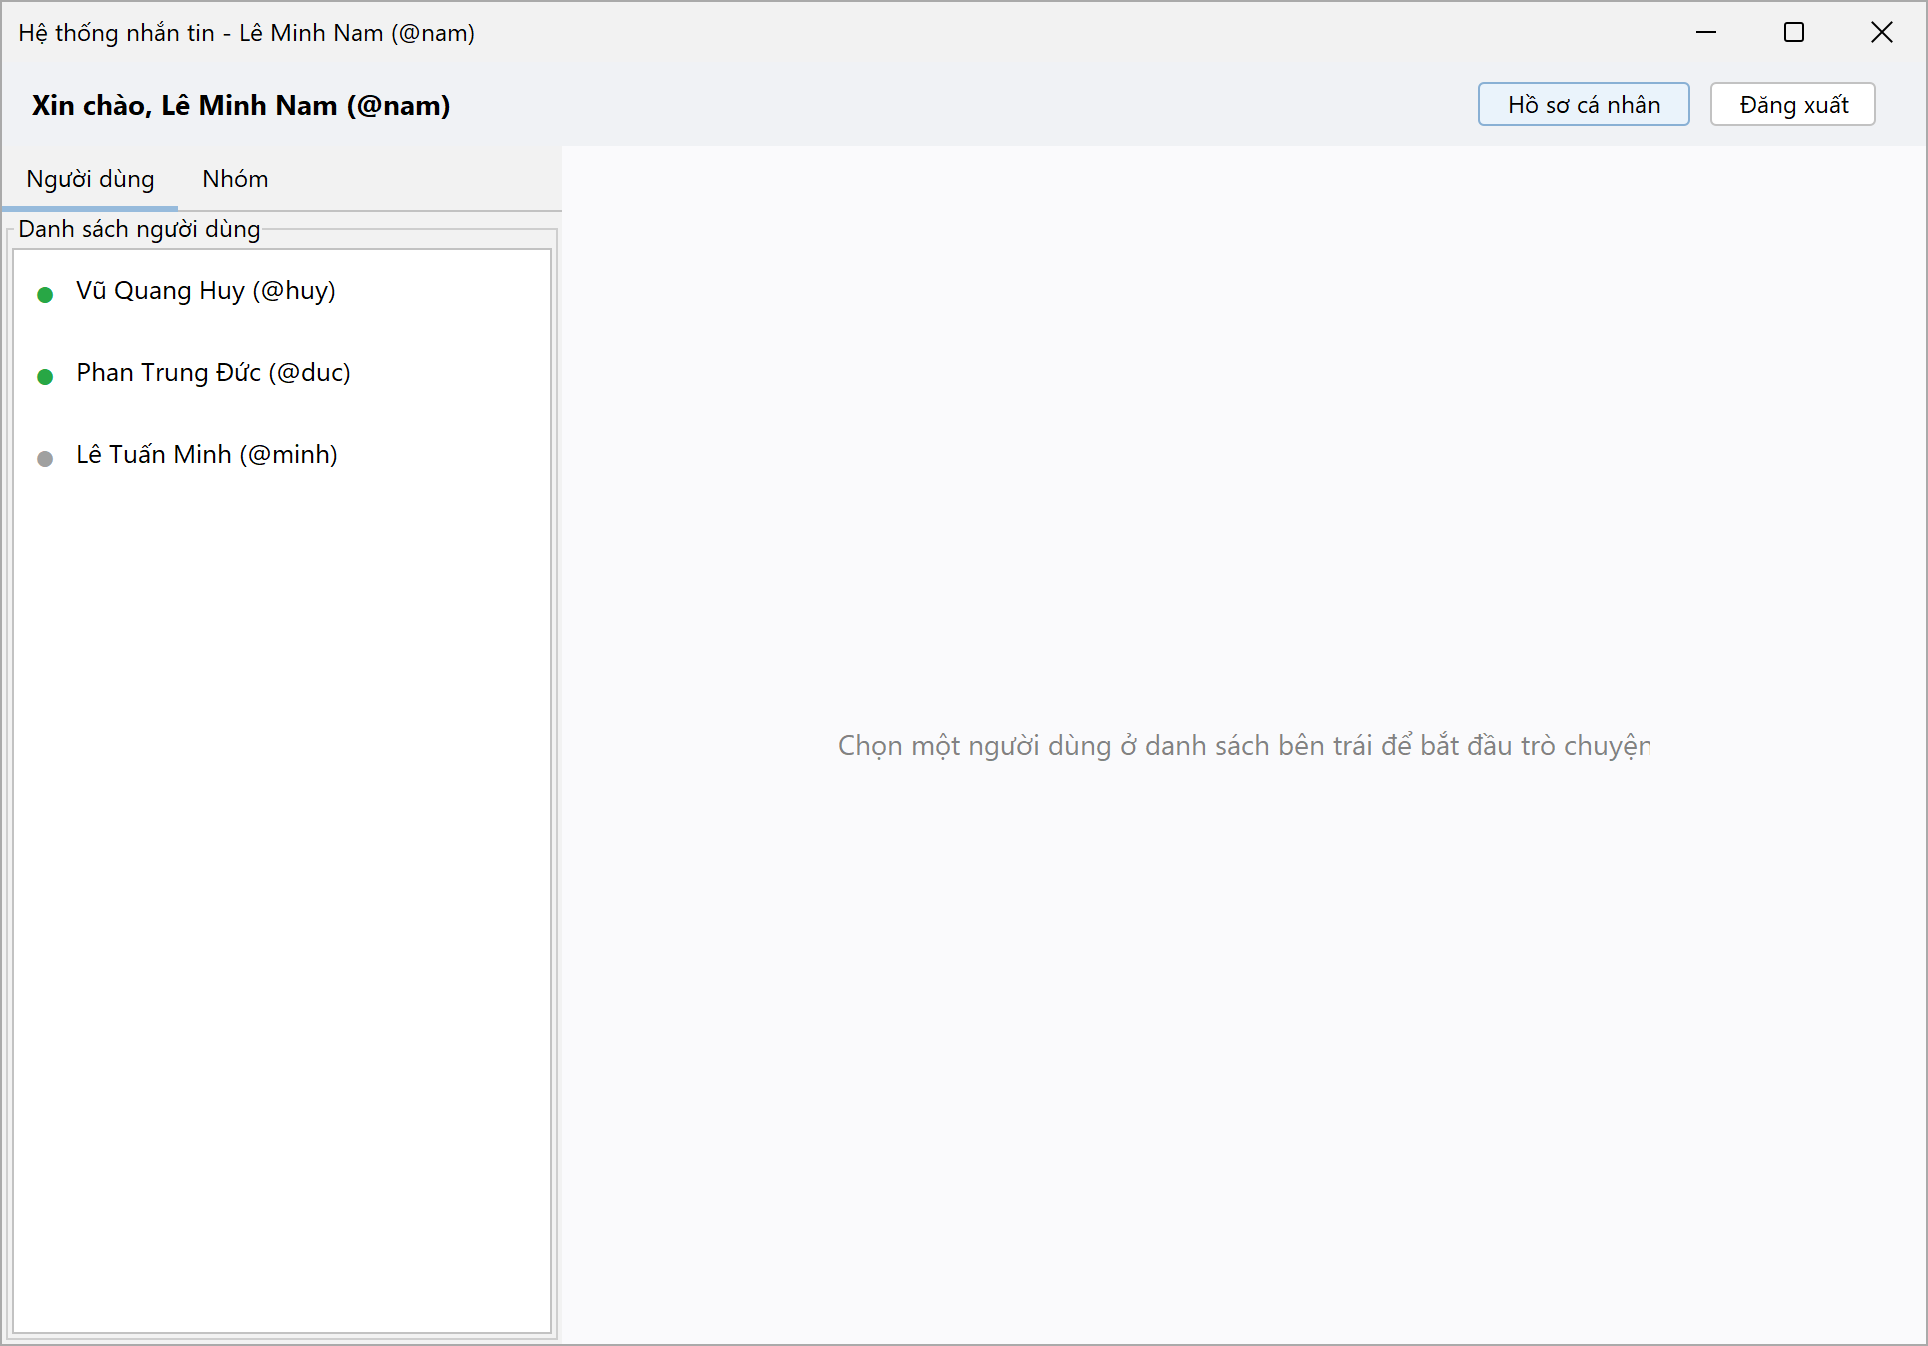 Hệ thống nhắn tin - Lê Minh Nam (@nam)
Xin chào, Lê Minh Nam (@nam)
Hồ sơ cá nhân
Đăng xuất
Người dùng
Nhóm
Danh sách người dùng
Vũ Quang Huy (@huy)
Phan Trung Đức (@duc)
Lê Tuấn Minh (@minh)
Chọn một người dùng ở danh sách bên trái để bắt đầu trò chuyện